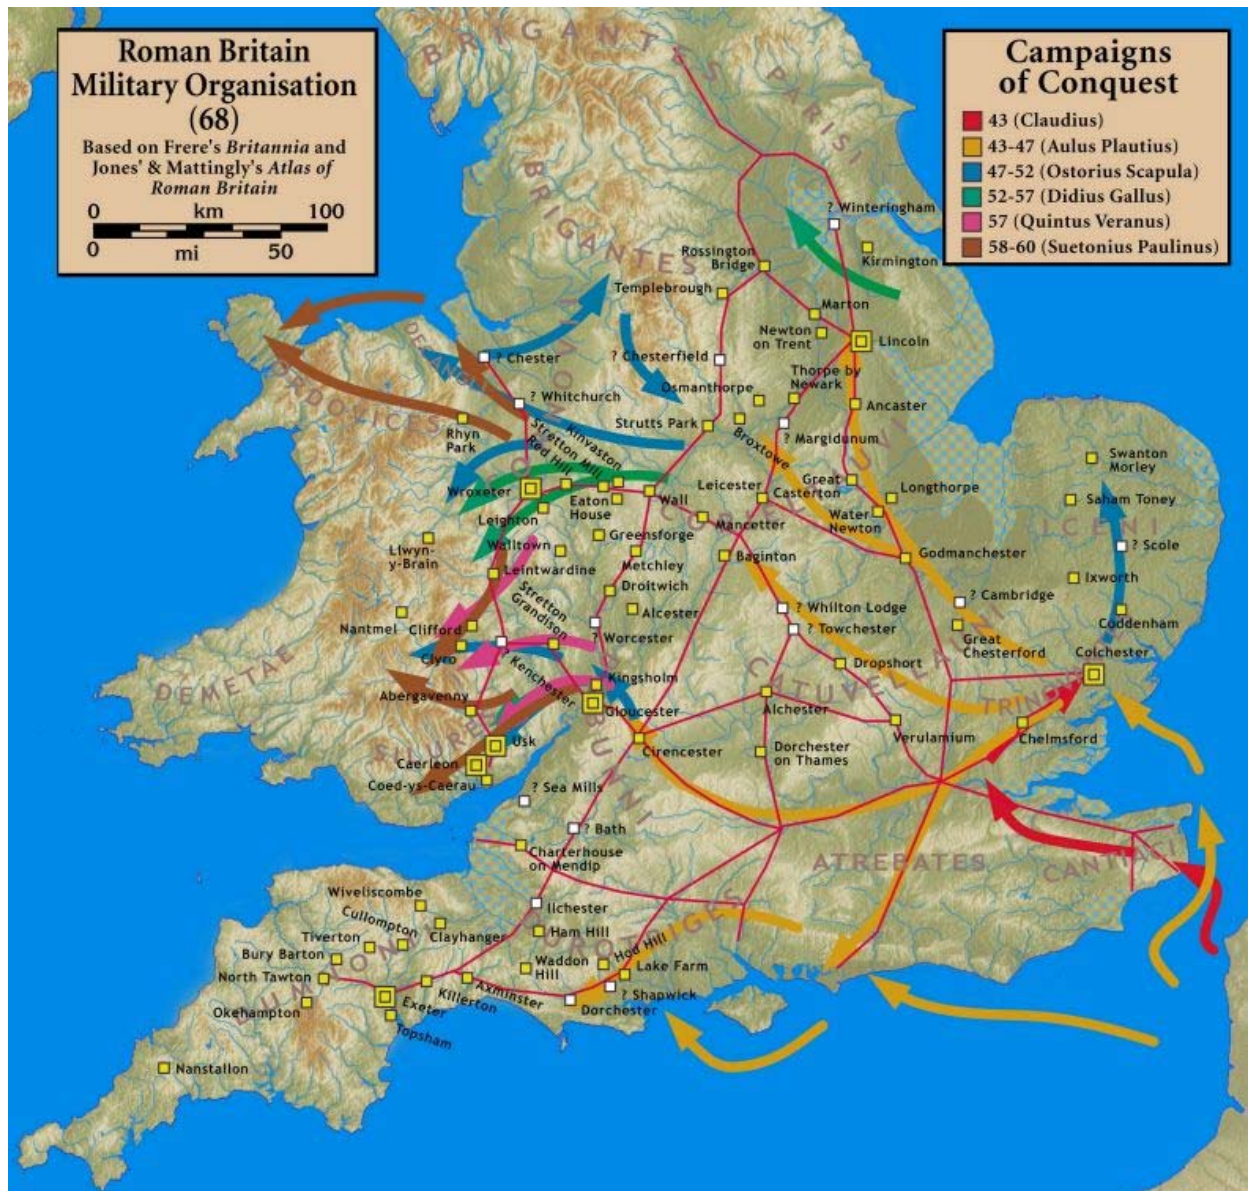 Roman Britain
Military Organisation
(68)
Based on Frere's Britannia and
Jones' & Mattingly's Atlas of
Roman Britain
0 km 100
0 mi 50
Campaigns
of Conquest
43 (Claudius)
43-47 (Aulus Plautius)
47-52 (Ostorius Scapula)
52-57 (Didius Gallus)
57 (Quintus Veranus)
58-60 (Suetonius Paulinus)
BRIGANTES
PARISI
BRIGANTES
? Winteringham
Kirmington
Rossington
Bridge
Templebrough
Marton
Newton
on Trent
Lincoln
? Chester
? Chesterfield
Thorpe by
Newark
Osmanthorpe
Ancaster
? Whitchurch
ORDOVICES
Rhyn
Park
Strutts Park
Broxtowe
? Margidunum
Stretton Mill
Kinvaston
Red Hill
Swanton
Morley
Wroxeter
Eaton
House
Wall
Leicester
Great
Casterton
Longthorpe
Saham Toney
Leighton
CORIELTAUVI
Mancetter
Water
Newton
ICENI
Llwyn-
y-Brain
Walltown
Greensforge
Metchley
Baginton
Godmanchester
? Scole
Leintwardine
Droitwich
Ixworth
Stretton
Grandison
Alcester
? Whilton Lodge
? Cambridge
Nantmel
Clifford
? Worcester
? Towchester
Great
Chesterford
Coddenham
Clyro
? Kenchester
Dropshort
Colchester
DEMETAE
Kingsholm
CATUVELLAUNI
Abergavenny
Gloucester
Alchester
TRINOVANTES
SILURES
Usk
Cirencester
Verulamium
Chelmsford
Caerleon
DOBUNNI
Dorchester
on Thames
Coed-ys-Caerau
? Sea Mills
? Bath
Charterhouse
on Mendip
ATREBATES
CANTIACI
Wiveliscombe
Ilchester
Cullompton
Clayhanger
Ham Hill
DUROTRIGES
Tiverton
Bury Barton
Hod Hill
North Tawton
Waddon
Hill
Lake Farm
DUMNONII
Okehampton
Exeter
Killerton
Axminster
? Shapwick
Dorchester
Topsham
Nanstallon